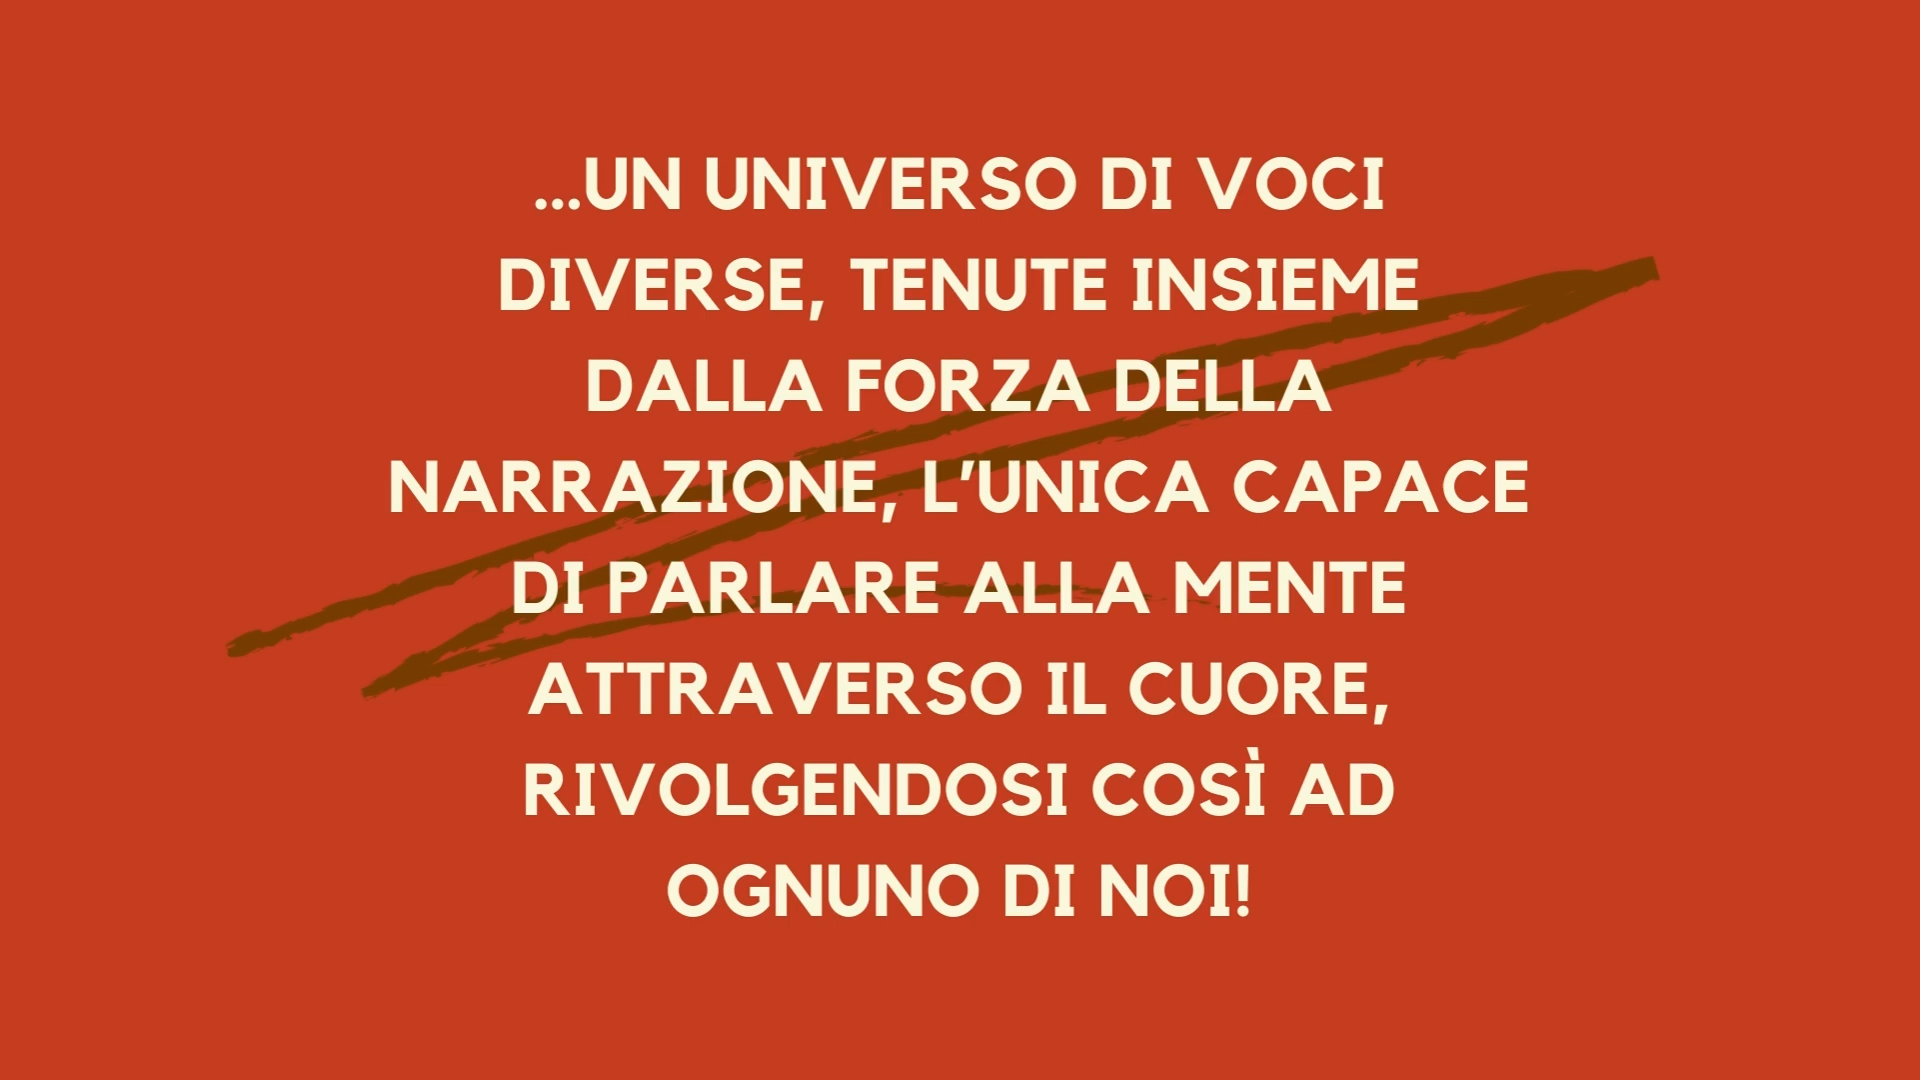 ...UN UNIVERSO DI VOCI
DIVERSE, TENUTE INSIEME
DALLA FORZA DELLA
NARRAZIONE, L’UNICA CAPACE
DI PARLARE ALLA MENTE
ATTRAVERSO IL CUORE,
RIVOLGENDOSI COSÌ AD
OGNUNO DI NOI!